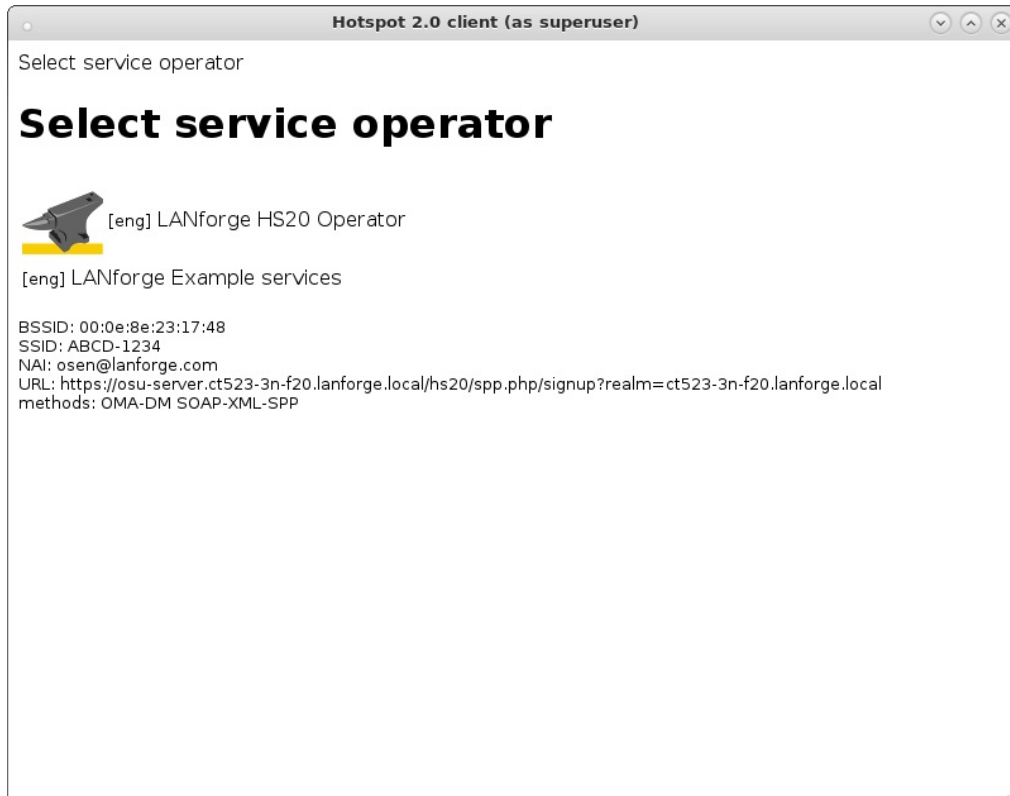 Hotspot 2.0 client (as superuser)
Select service operator
Select service operator
[eng] LANforge HS20 Operator
[eng] LANforge Example services
BSSID: 00:0e:8e:23:17:48
SSID: ABCD-1234
NAI: osen@lanforge.com
URL: https://osu-server.ct523-3n-f20.lanforge.local/hs20/spp.php/signup?realm=ct523-3n-f20.lanforge.local
methods: OMA-DM SOAP-XML-SPP